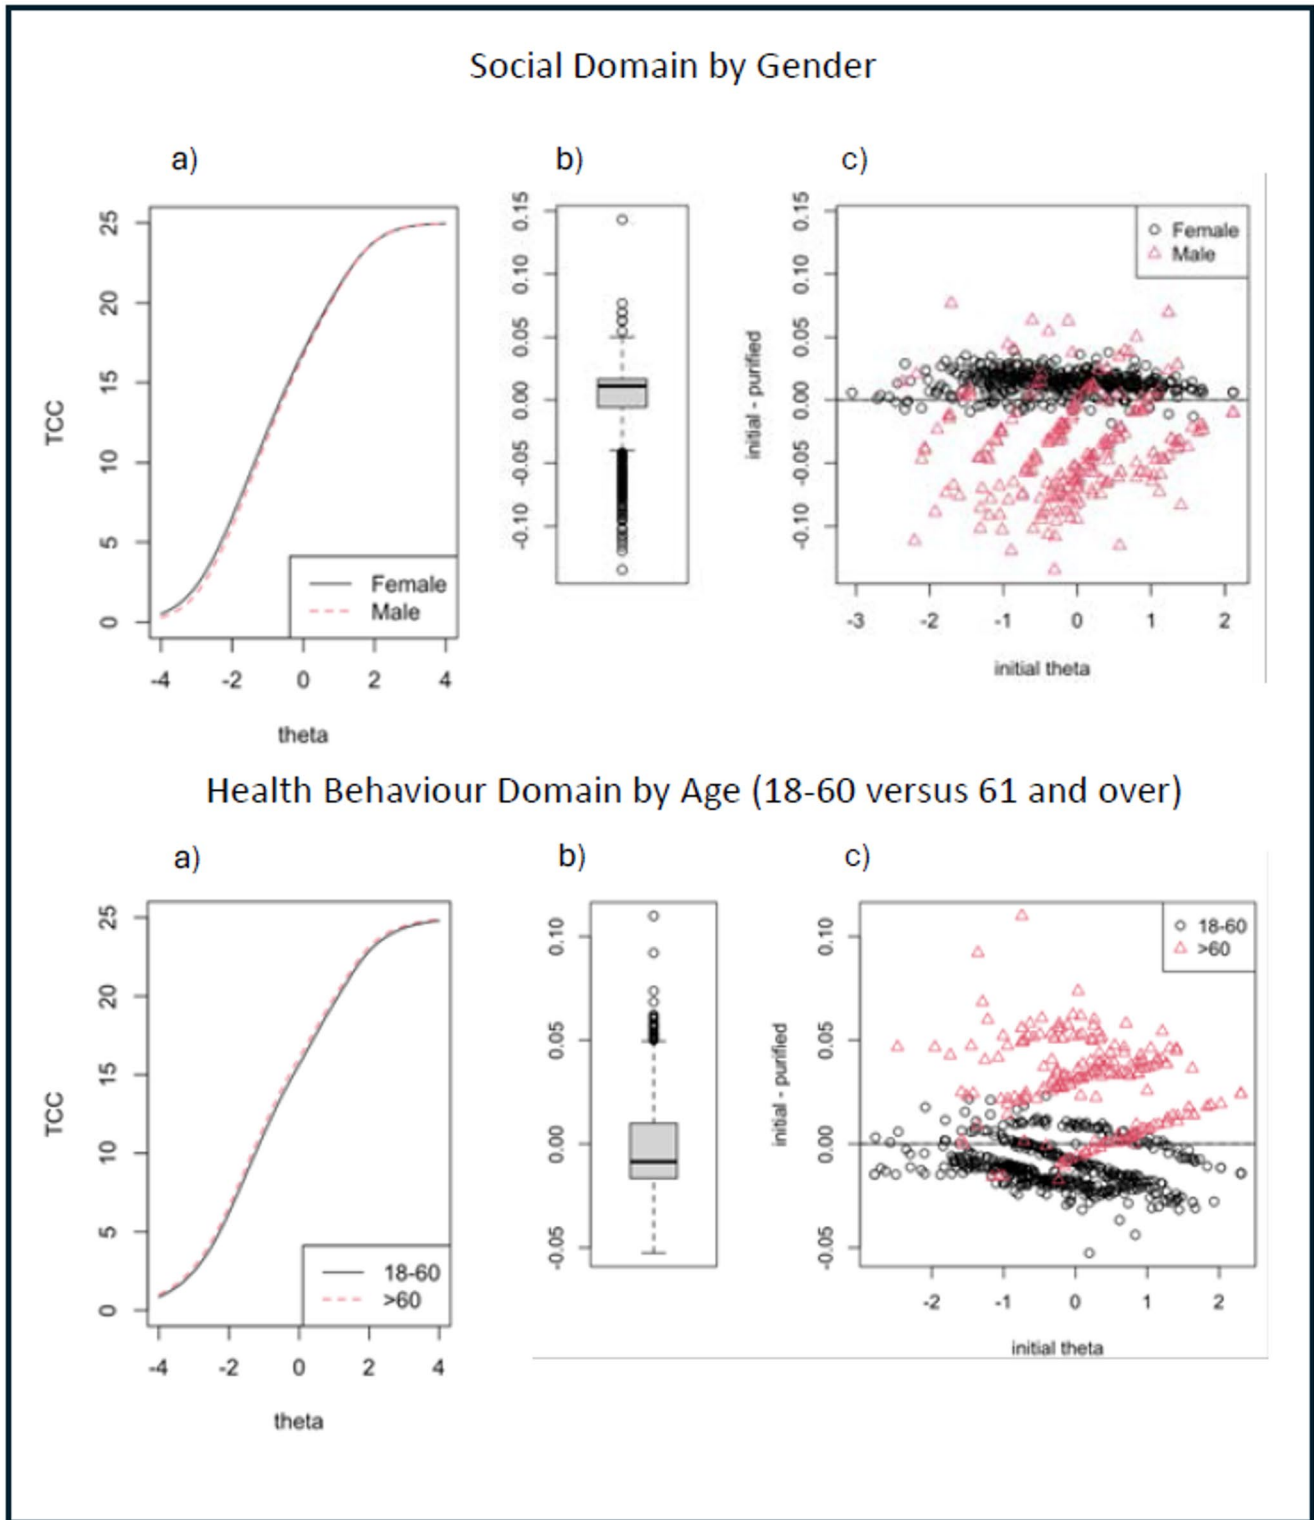 Social Domain by Gender
a)
b)
c)
TCC
25
20
15
10
5
0
Female
Male
-4 -2 0 2 4
theta
0.15
0.10
0.05
0.00
-0.05
-0.10
initial - purified
0.15
0.10
0.05
0.00
-0.05
-0.10
Female
Male
-3 -2 -1 0 1 2
initial theta
Health Behaviour Domain by Age (18-60 versus 61 and over)
a)
b)
c)
TCC
25
20
15
10
5
0
18-60
>60
-4 -2 0 2 4
theta
0.10
0.05
0.00
-0.05
initial - purified
0.10
0.05
0.00
-0.05
18-60
>60
-2 -1 0 1 2
initial theta